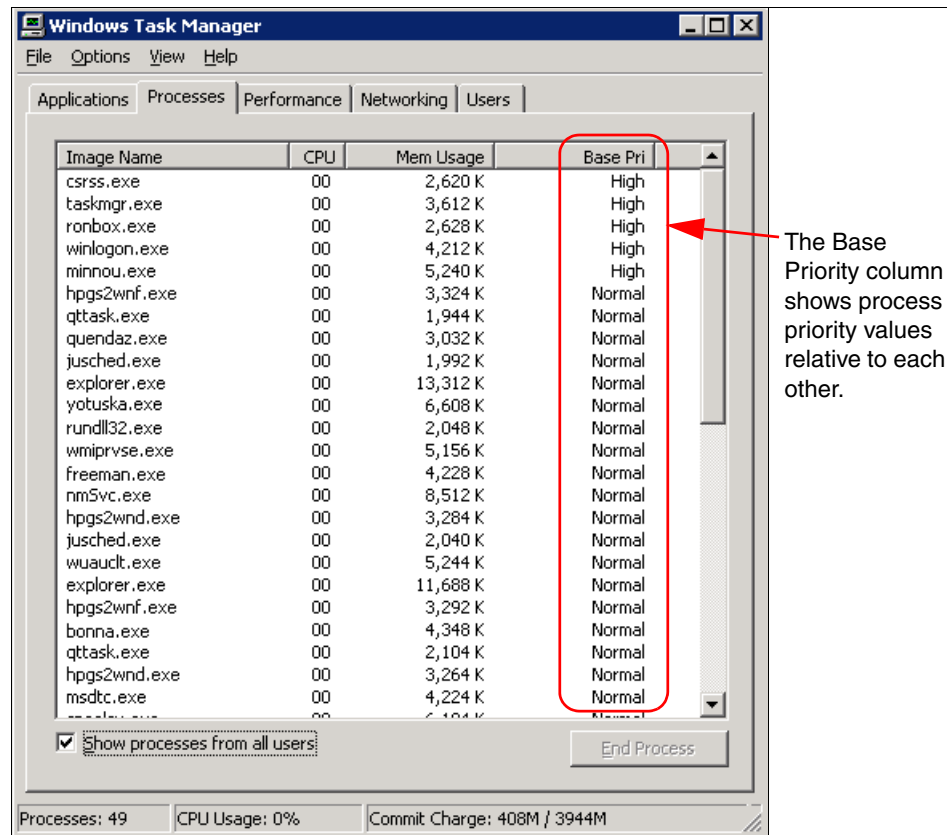 Windows Task Manager
File Options View Help
Applications Processes Performance Networking Users
Image Name CPU Mem Usage Base Pri
csrss.exe 00 2,620 K High
taskmgr.exe 00 3,612 K High
ronbox.exe 00 2,628 K High
winlogon.exe 00 4,212 K High
minnou.exe 00 5,240 K High
hpgs2wnf.exe 00 3,324 K Normal
qttask.exe 00 1,944 K Normal
quendaz.exe 00 3,032 K Normal
jusched.exe 00 1,992 K Normal
explorer.exe 00 13,312 K Normal
yotuska.exe 00 6,608 K Normal
rundll32.exe 00 2,048 K Normal
wmiprvse.exe 00 5,156 K Normal
freeman.exe 00 4,228 K Normal
nmSvc.exe 00 8,512 K Normal
hpgs2wnd.exe 00 3,284 K Normal
jusched.exe 00 2,040 K Normal
wuauclt.exe 00 5,244 K Normal
explorer.exe 00 11,688 K Normal
hpgs2wnf.exe 00 3,292 K Normal
bonna.exe 00 4,348 K Normal
qttask.exe 00 2,104 K Normal
hpgs2wnd.exe 00 3,264 K Normal
msdtc.exe 00 4,224 K Normal
Show processes from all users
End Process
Processes: 49 CPU Usage: 0% Commit Charge: 408M / 3944M
The Base
Priority column
shows process
priority values
relative to each
other.